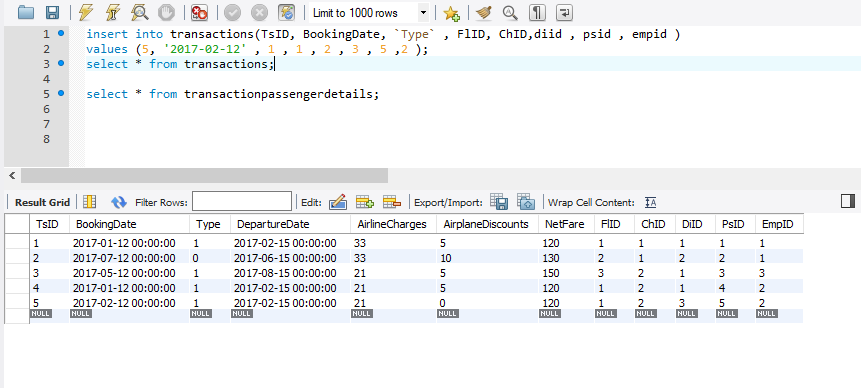 Limit to 1000 rows
1 insert into transactions(TsID, BookingDate, `Type` , FlID, ChID,diid , psid , empid )
2 values (5, '2017-02-12' , 1 , 1 , 2 , 3 , 5 ,2 );
3 select * from transactions;
4
5 select * from transactionpassengerdetails;
6
7
8
Result Grid Filter Rows: Edit: Export/Import: Wrap Cell Content:
TsID BookingDate Type DepartureDate AirlineCharges AirplaneDiscounts NetFare FlID ChID DiID PsID EmpID
1 2017-01-12 00:00:00 1 2017-02-15 00:00:00 33 5 120 1 1 1 1 1
2 2017-07-12 00:00:00 0 2017-06-15 00:00:00 33 10 130 2 1 2 2 1
3 2017-05-12 00:00:00 1 2017-08-15 00:00:00 21 5 150 3 2 1 3 3
4 2017-01-12 00:00:00 1 2017-02-15 00:00:00 21 5 120 1 2 1 4 2
5 2017-02-12 00:00:00 1 2017-02-15 00:00:00 21 0 120 1 2 3 5 2
NULL NULL NULL NULL NULL NULL NULL NULL NULL NULL NULL NULL